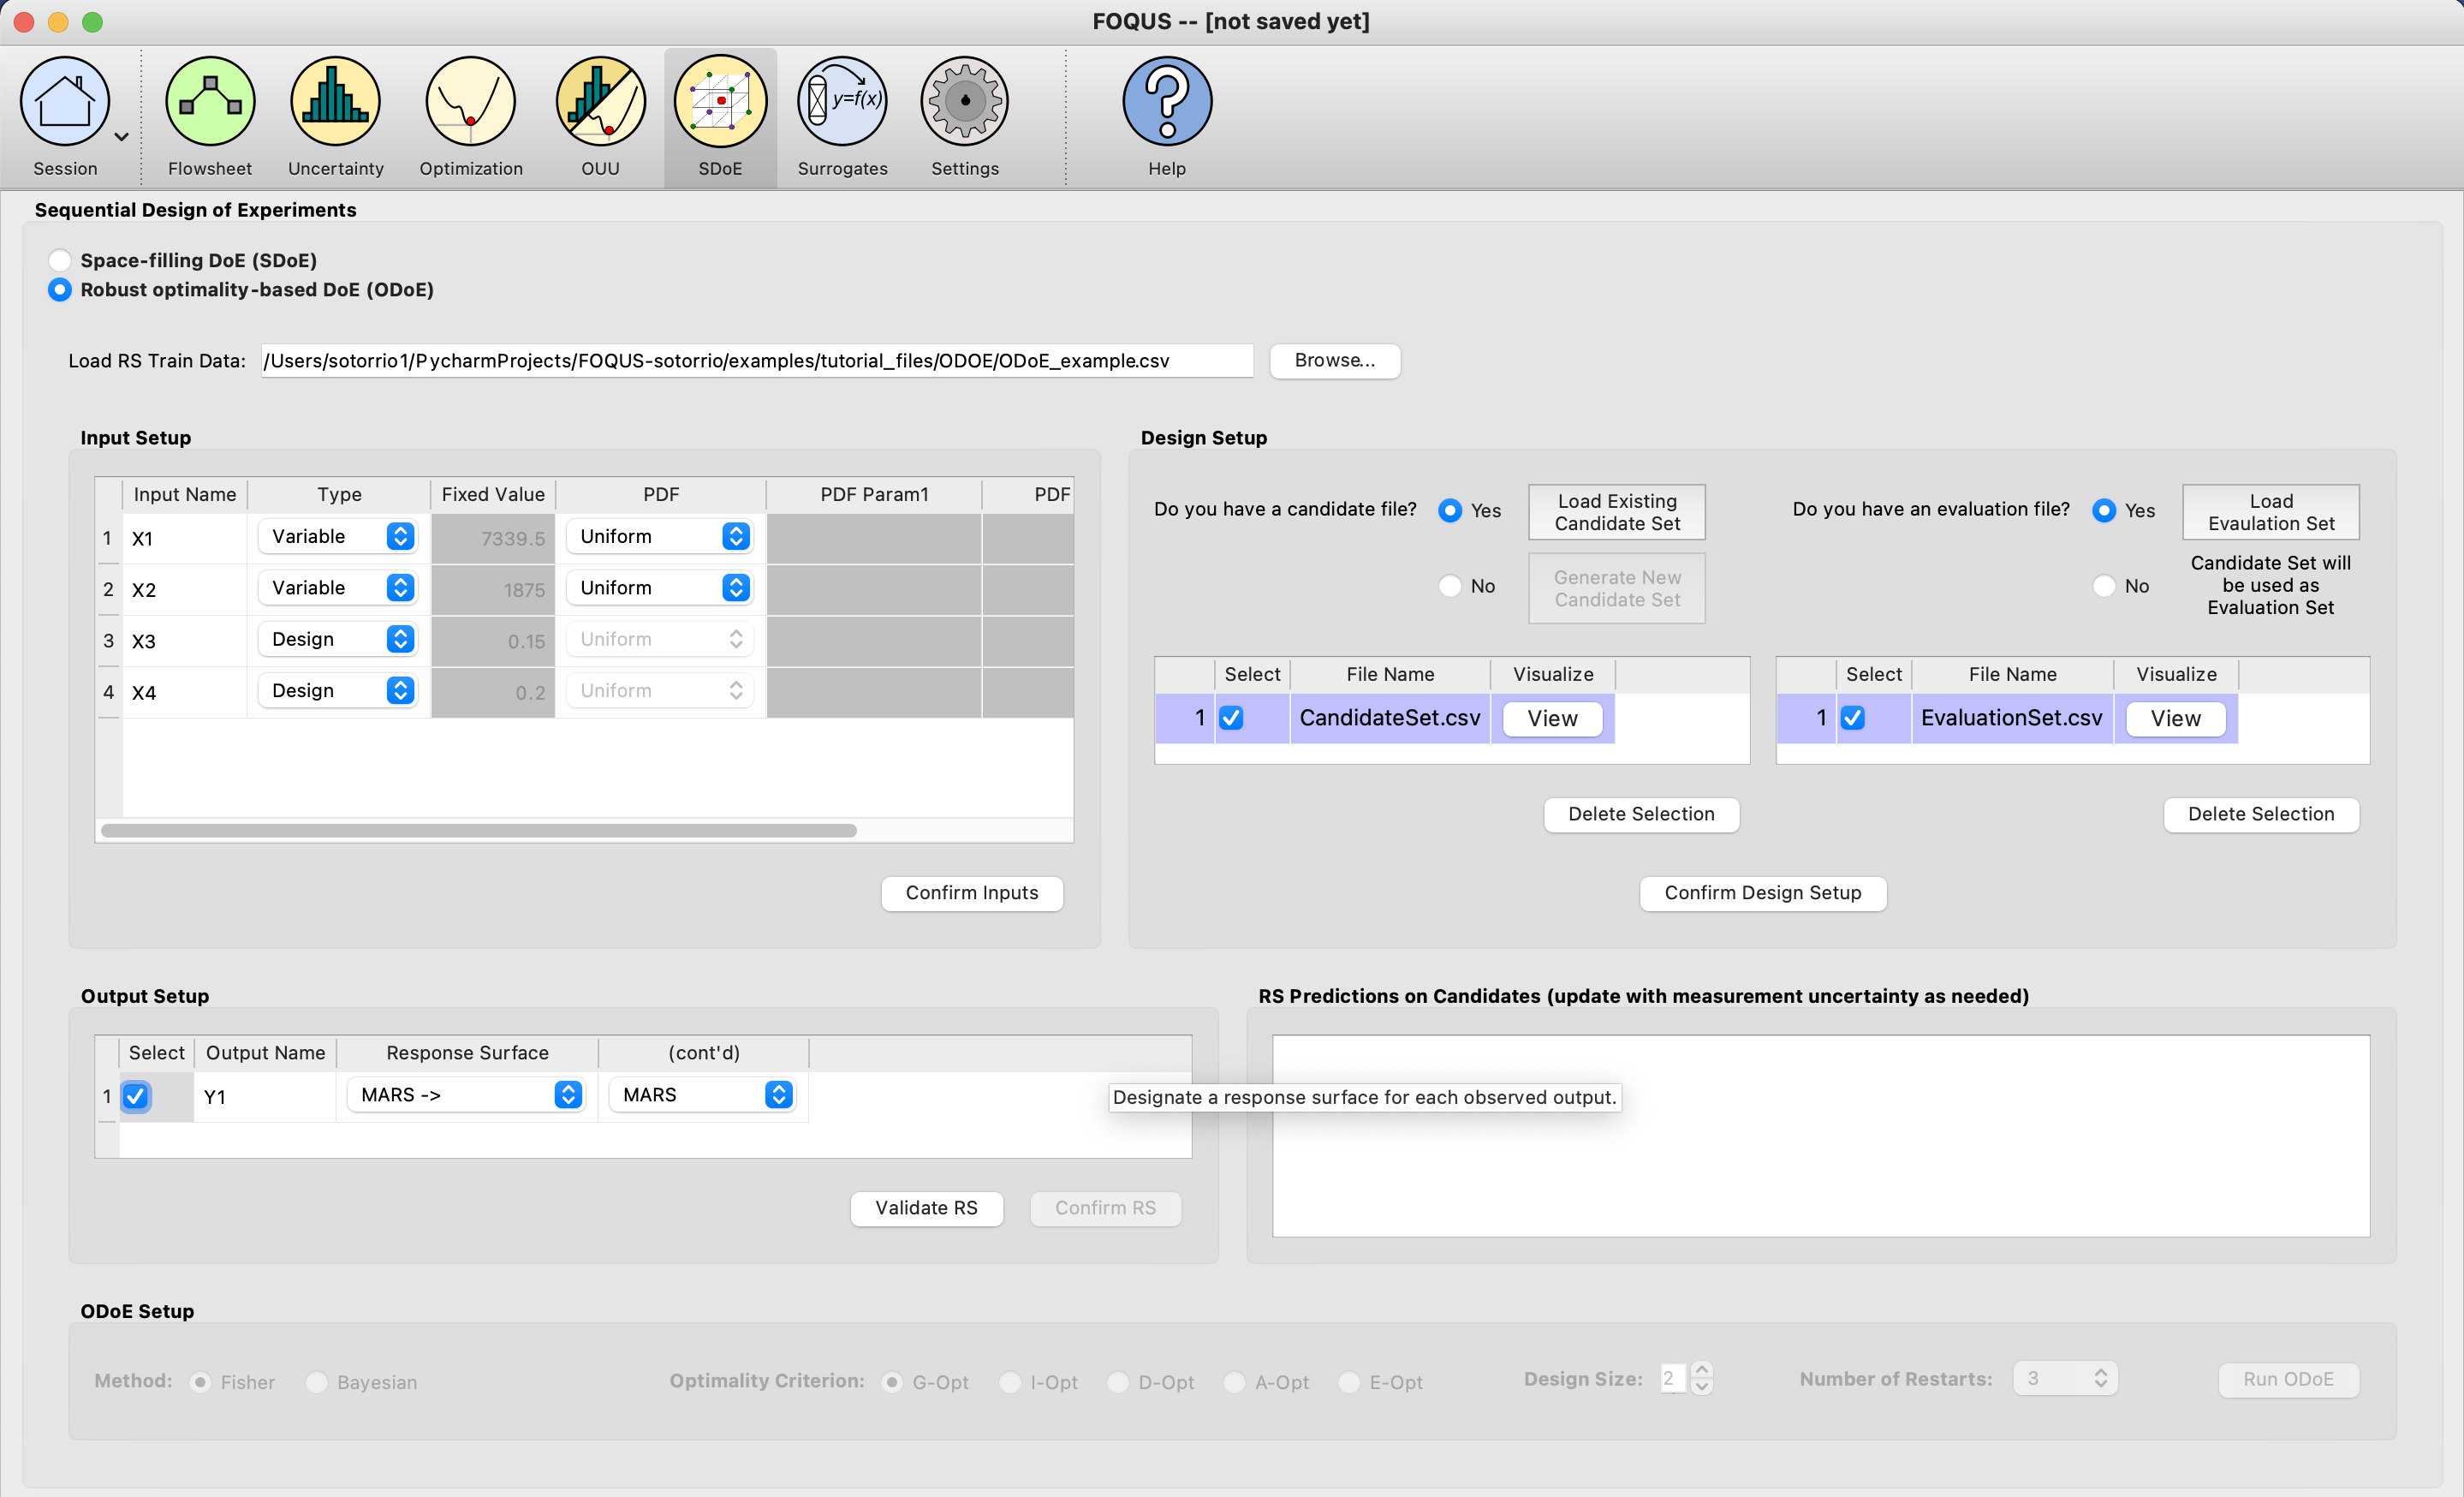 FOQUS -- [not saved yet]
Session
Flowsheet
Uncertainty
Optimization
OUU
SDoE
y=f(x)
Surrogates
Settings
Help
Sequential Design of Experiments
Space-filling DoE (SDoE)
Robust optimality-based DoE (ODoE)
Load RS Train Data: /Users/sotorrio1/PycharmProjects/FOQUS-sotorrio/examples/tutorial_files/ODOE/ODoE_example.csv Browse...
Input Setup
Input Name Type Fixed Value PDF PDF Param1 PDF
1 X1 Variable 7339.5 Uniform
2 X2 Variable 1875 Uniform
3 X3 Design 0.15 Uniform
4 X4 Design 0.2 Uniform
Confirm Inputs
Design Setup
Do you have a candidate file? Yes
Load Existing
Candidate Set
No
Generate New
Candidate Set
Do you have an evaluation file? Yes
Load
Evaulation Set
No
Candidate Set will
be used as
Evaluation Set
Select File Name Visualize
1 CandidateSet.csv View
Delete Selection
Select File Name Visualize
1 EvaluationSet.csv View
Delete Selection
Confirm Design Setup
Output Setup
Select Output Name Response Surface (cont'd)
1 Y1 MARS -> MARS
Validate RS Confirm RS
RS Predictions on Candidates (update with measurement uncertainty as needed)
Designate a response surface for each observed output.
ODoE Setup
Method: Fisher Bayesian Optimality Criterion: G-Opt I-Opt D-Opt A-Opt E-Opt Design Size: 2 Number of Restarts: 3 Run ODoE